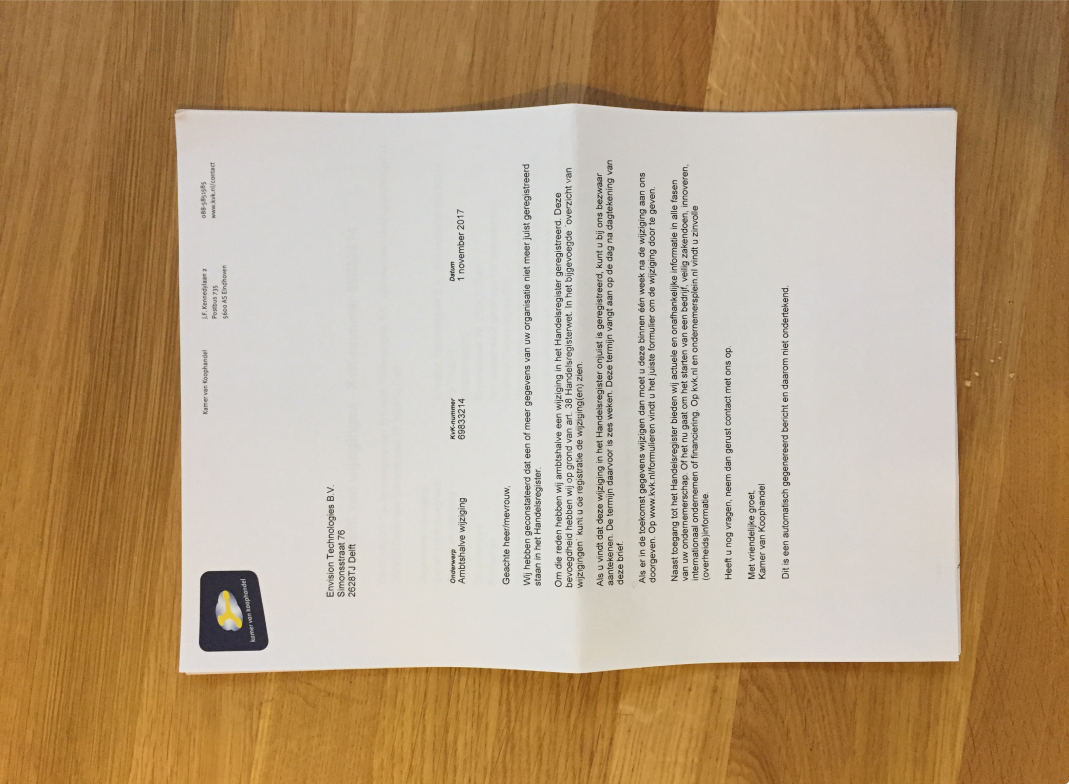 kamer van koophandel
Kamer van Koophandel
J.F. Kennedylaan 2
Postbus 735
5600 AS Eindhoven
088-5851585
www.kvk.nl/contact
Envision Technologies B.V.
Simonsstraat 76
2628TJ Delft
Onderwerp
Ambtshalve wijziging
KvK-nummer
69833214
Datum
1 november 2017
Geachte heer/mevrouw,
Wij hebben geconstateerd dat een of meer gegevens van uw organisatie niet meer juist geregistreerd
staan in het Handelsregister.
Om die reden hebben wij ambtshalve een wijziging in het Handelsregister geregistreerd. Deze
bevoegdheid hebben wij op grond van art. 38 Handelsregisterwet. In het bijgevoegde 'overzicht van
wijzigingen' kunt u de registratie de wijziging(en) zien.
Als u vindt dat deze wijziging in het Handelsregister onjuist is geregistreerd, kunt u bij ons bezwaar
aantekenen. De termijn daarvoor is zes weken. Deze termijn vangt aan op de dag na dagtekening van
deze brief.
Als er in de toekomst gegevens wijzigen dan moet u deze binnen één week na de wijziging aan ons
doorgeven. Op www.kvk.nl/formulieren vindt u het juiste formulier om de wijziging door te geven.
Naast toegang tot het Handelsregister bieden wij actuele en onafhankelijke informatie in alle fasen
van uw ondernemerschap. Of het nu gaat om het starten van een bedrijf, veilig zakendoen, innoveren,
internationaal ondernemen of financiering. Op kvk.nl en ondernemersplein.nl vindt u zinvolle
(overheids)informatie.
Heeft u nog vragen, neem dan gerust contact met ons op.
Met vriendelijke groet,
Kamer van Koophandel
Dit is een automatisch gegenereerd bericht en daarom niet ondertekend.